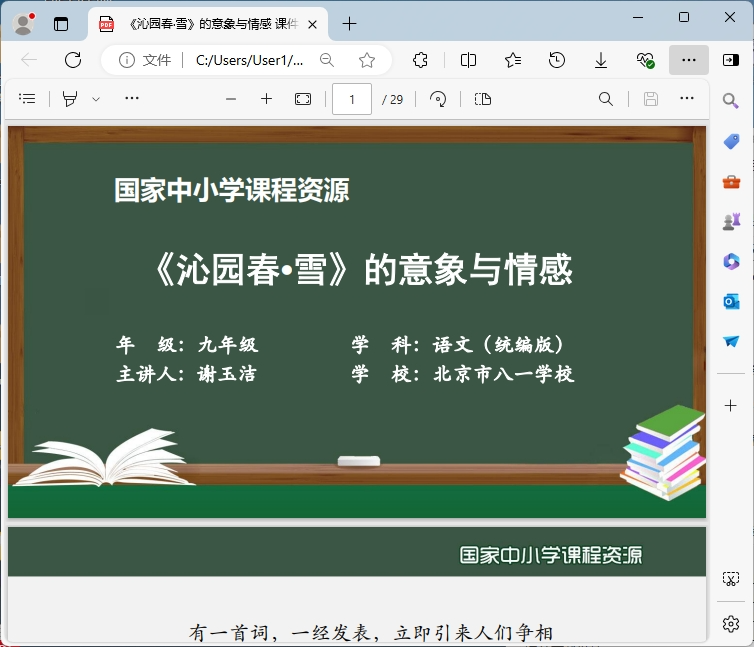 《沁园春·雪》的意象与情感 课件
文件
C:/Users/User1/...
1 / 29
国家中小学课程资源
《沁园春•雪》的意象与情感
年 级：九年级 学 科：语文（统编版）
主讲人：谢玉洁 学 校：北京市八一学校
国家中小学课程资源
有一首词，一经发表，立即引来人们争相